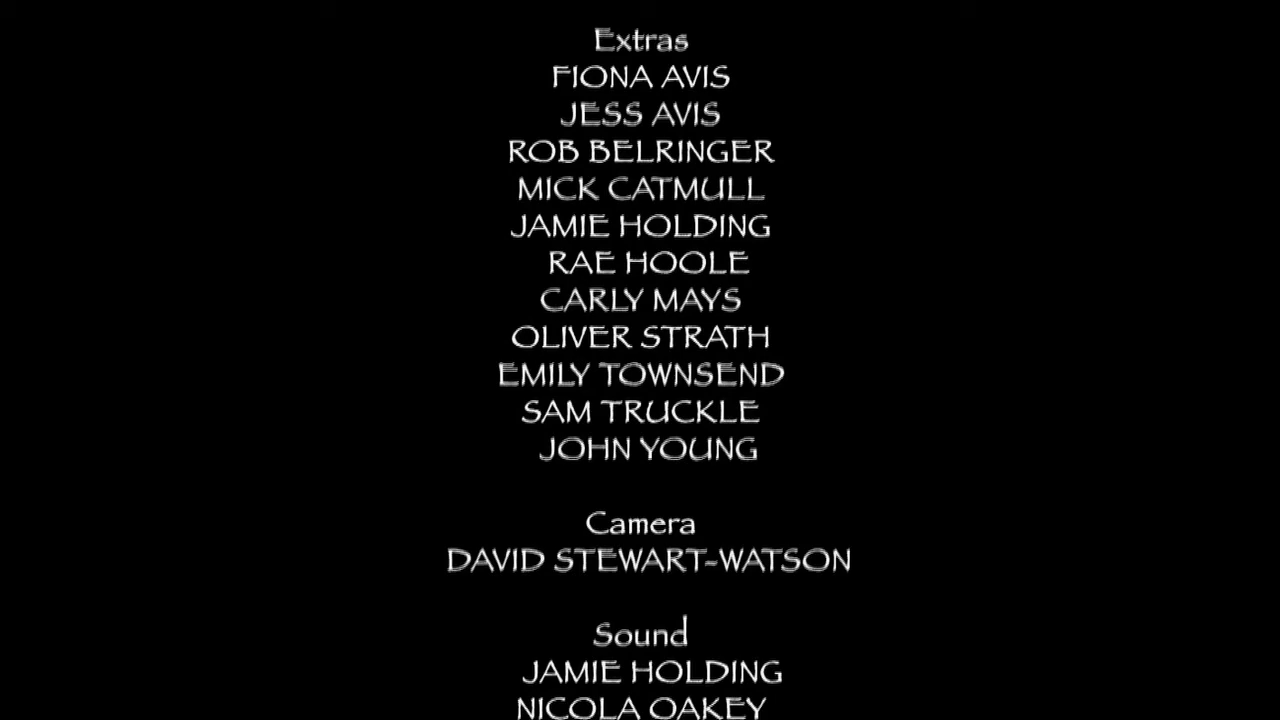 Extras
FIONA AVIS
JESS AVIS
ROB BELRINGER
MICK CATMULL
JAMIE HOLDING
RAE HOOLE
CARLY MAYS
OLIVER STRATH
EMILY TOWNSEND
SAM TRUCKLE
JOHN YOUNG
Camera
DAVID STEWART-WATSON
Sound
JAMIE HOLDING
NICOLA OAKEY